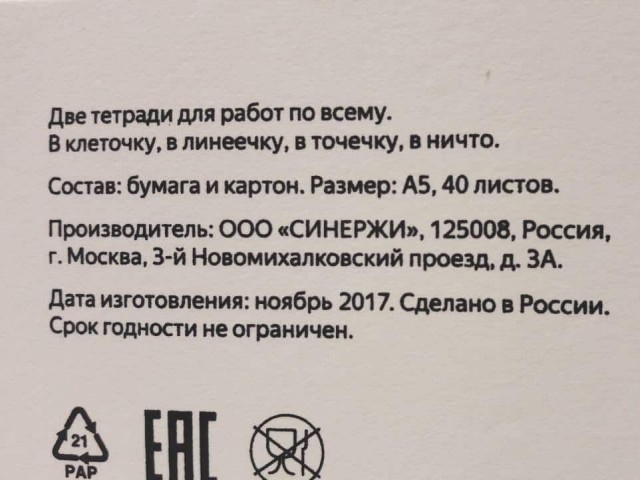 Две тетради для работ по всему.
В клеточку, в линеечку, в точечку, в ничто.
Состав: бумага и картон. Размер: А5, 40 листов.
Производитель: ООО «СИНЕРЖИ», 125008, Россия,
г. Москва, 3-й Новомихалковский проезд, д. 3А.
Дата изготовления: ноябрь 2017. Сделано в России.
Срок годности не ограничен.
21
PAP
EAC